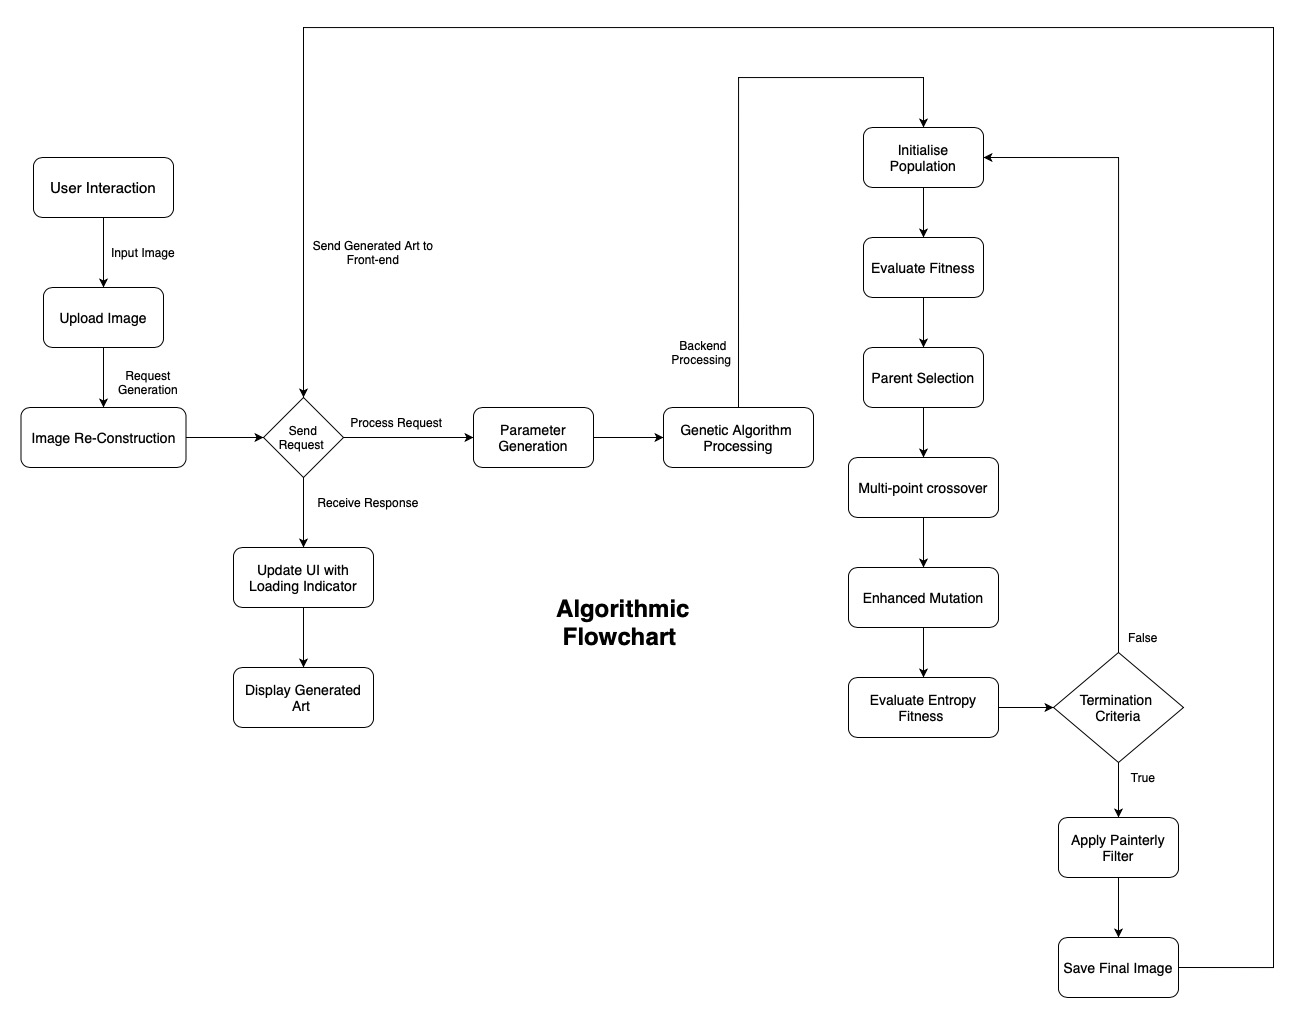 User Interaction
Input Image
Upload Image
Request
Generation
Image Re-Construction
Send Generated Art to
Front-end
Send
Request
Process Request
Receive Response
Update UI with
Loading Indicator
Display Generated
Art
Parameter
Generation
Genetic Algorithm
Processing
Backend
Processing
Algorithmic
Flowchart
Initialise
Population
Evaluate Fitness
Parent Selection
Multi-point crossover
Enhanced Mutation
Evaluate Entropy
Fitness
Termination
Criteria
False
True
Apply Painterly
Filter
Save Final Image